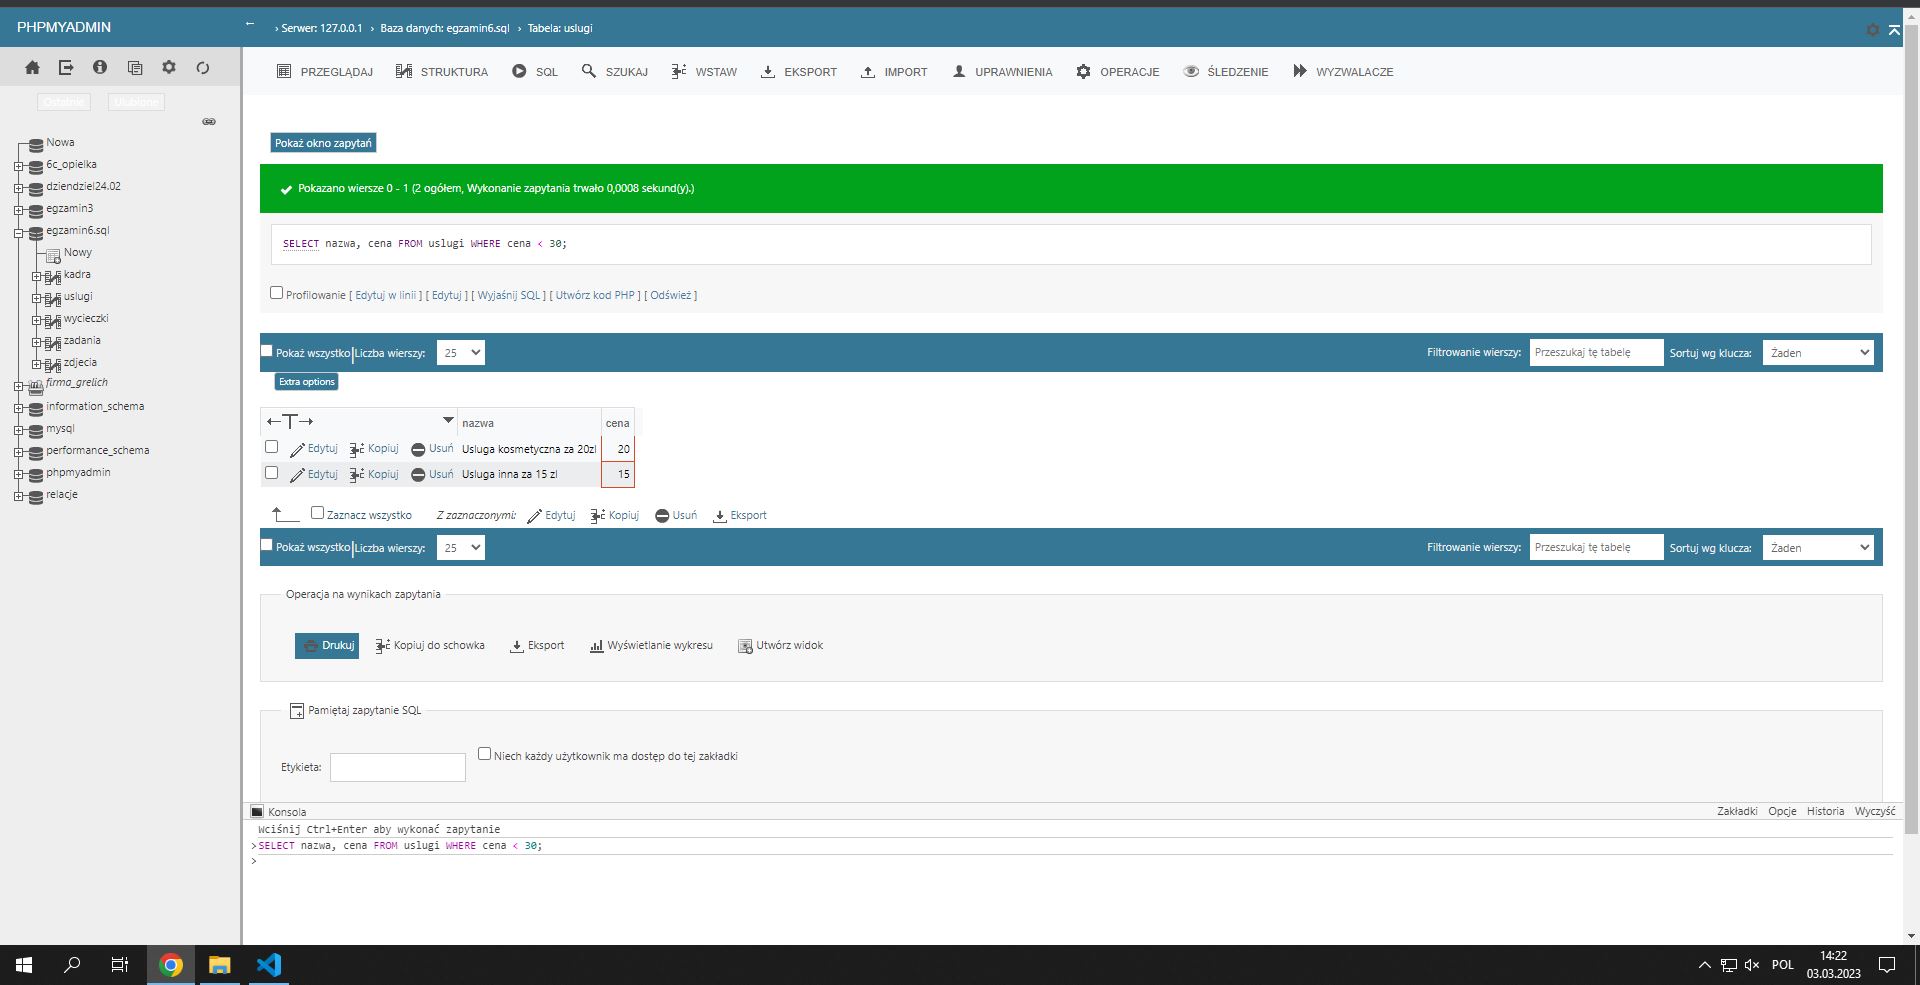 PHPMYADMIN
← › Serwer: 127.0.0.1 › Baza danych: egzamin6.sql › Tabela: uslugi
PRZEGLĄDAJ STRUKTURA SQL SZUKAJ WSTAW EKSPORT IMPORT UPRAWNIENIA OPERACJE ŚLEDZENIE WYZWALACZE
Ostatnie Ulubione
Nowa
6c_opielka
dziendziel24.02
egzamin3
egzamin6.sql
Nowy
kadra
uslugi
wycieczki
zadania
zdjecia
firma_grelich
information_schema
mysql
performance_schema
phpmyadmin
relacje
Pokaż okno zapytań
Pokazano wiersze 0 - 1 (2 ogółem, Wykonanie zapytania trwało 0,0008 sekund(y).)
SELECT nazwa, cena FROM uslugi WHERE cena < 30;
Profilowanie [ Edytuj w linii ] [ Edytuj ] [ Wyjaśnij SQL ] [ Utwórz kod PHP ] [ Odśwież ]
Pokaż wszystko | Liczba wierszy: 25 Filtrowanie wierszy: Przeszukaj tę tabelę Sortuj wg klucza: Żaden
Extra options
←T→ nazwa cena
Edytuj Kopiuj Usuń Usluga kosmetyczna za 20zl 20
Edytuj Kopiuj Usuń Usluga inna za 15 zl 15
Zaznacz wszystko Z zaznaczonymi: Edytuj Kopiuj Usuń Eksport
Pokaż wszystko | Liczba wierszy: 25 Filtrowanie wierszy: Przeszukaj tę tabelę Sortuj wg klucza: Żaden
Operacja na wynikach zapytania
Drukuj Kopiuj do schowka Eksport Wyświetlanie wykresu Utwórz widok
Pamiętaj zapytanie SQL
Etykieta: Niech każdy użytkownik ma dostęp do tej zakładki
Konsola Zakładki Opcje Historia Wyczyść
Wciśnij Ctrl+Enter aby wykonać zapytanie
>SELECT nazwa, cena FROM uslugi WHERE cena < 30;
>
POL 14:22
03.03.2023